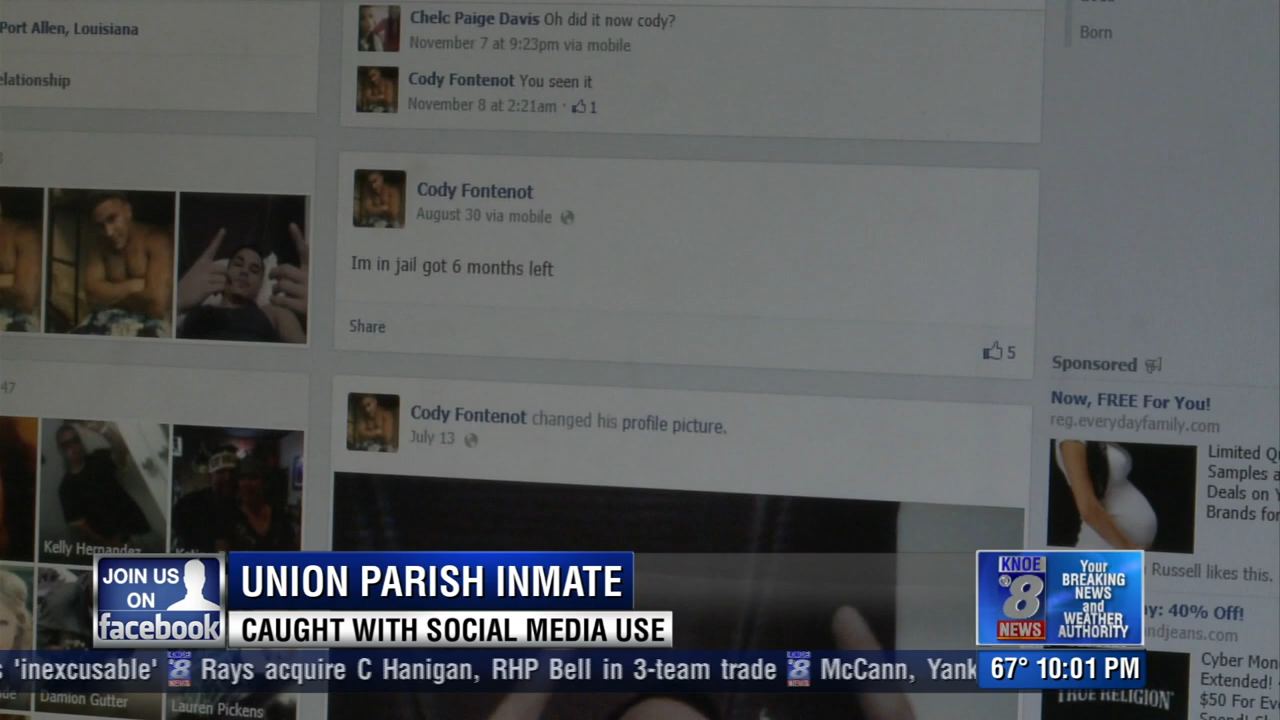 Port Allen, Louisiana
elationship
Chelc Paige Davis Oh did it now cody?
November 7 at 9:23pm via mobile
Cody Fontenot You seen it
November 8 at 2:21am · 1
Born
Cody Fontenot
August 30 via mobile
Im in jail got 6 months left
Share
5
47
Cody Fontenot changed his profile picture.
July 13
Kelly Hernandez
Sponsored
Now, FREE For You!
reg.everydayfamily.com
Limited Q
Samples a
Deals on Y
Brands for
Russell likes this.
ay: 40% Off!
ndjeans.com
Cyber Mon
Extended!
$50 For Ev
TRUE RELIGION
JOIN US
ON
facebook
UNION PARISH INMATE
CAUGHT WITH SOCIAL MEDIA USE
KNOE
8
NEWS
Your
BREAKING
NEWS
and
WEATHER
AUTHORITY
s 'inexcusable' 8 NEWS Rays acquire C Hanigan, RHP Bell in 3-team trade 8 NEWS McCann, Yank
67° 10:01 PM
Damion Gutter
Lauren Pickens